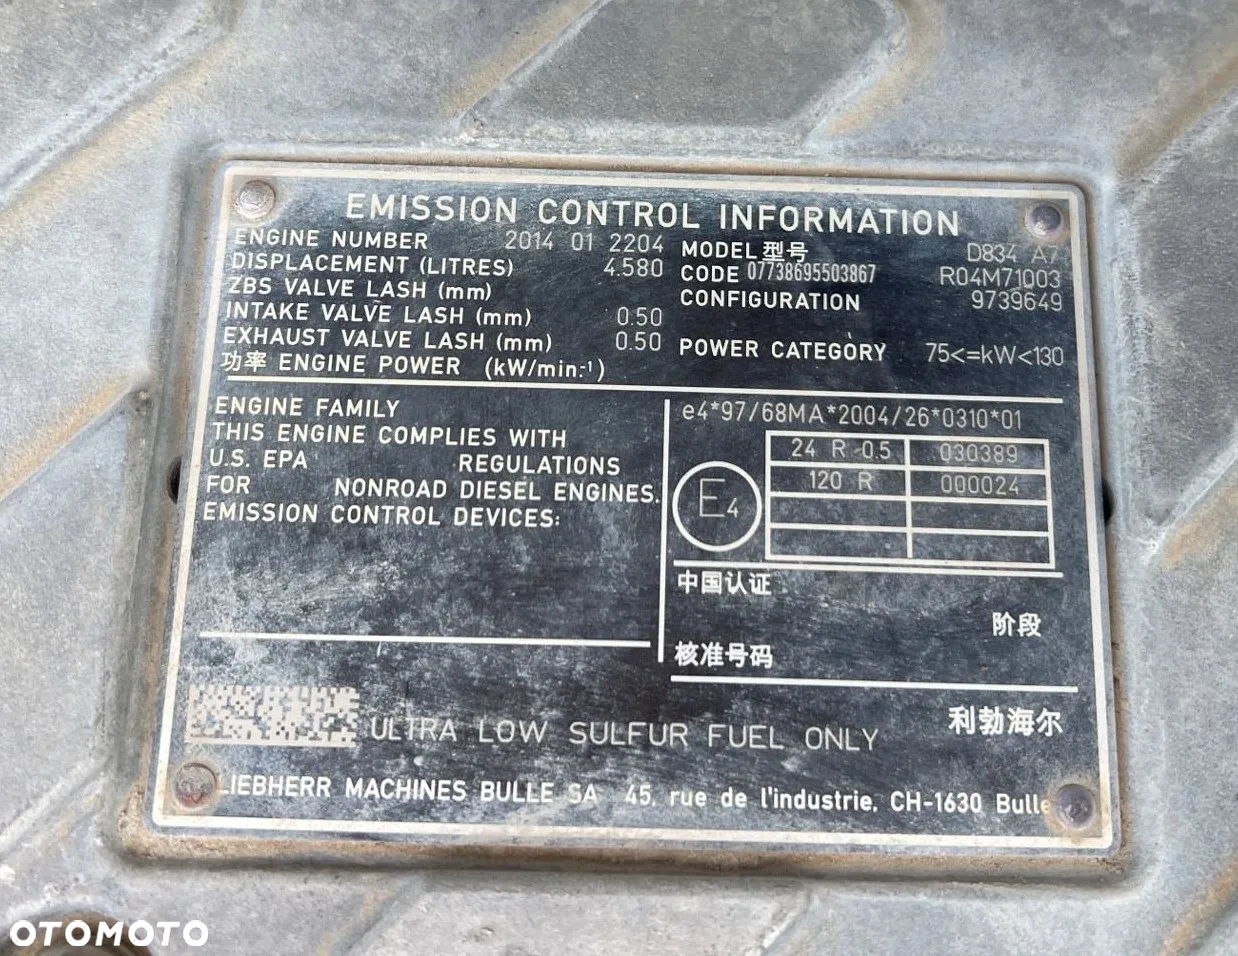 EMISSION CONTROL INFORMATION
ENGINE NUMBER 2014 01 2204
DISPLACEMENT (LITRES) 4.580
ZBS VALVE LASH (mm)
INTAKE VALVE LASH (mm) 0.50
EXHAUST VALVE LASH (mm) 0.50
功率 ENGINE POWER (kW/min.-¹)
MODEL 型号 D834 A7
CODE 07738695503867 R04M71003
CONFIGURATION 9739649
POWER CATEGORY 75<=kW<130
ENGINE FAMILY
THIS ENGINE COMPLIES WITH
U.S. EPA REGULATIONS
FOR NONROAD DIESEL ENGINES.
EMISSION CONTROL DEVICES:
e4*97/68MA*2004/26*0310*01
24 R -0.5 030389
120 R 000024
E4
中国认证
阶段
核准号码
ULTRA LOW SULFUR FUEL ONLY
利勃海尔
LIEBHERR MACHINES BULLE SA 45, rue de l'industrie, CH-1630 Bulle
OTOMOTO